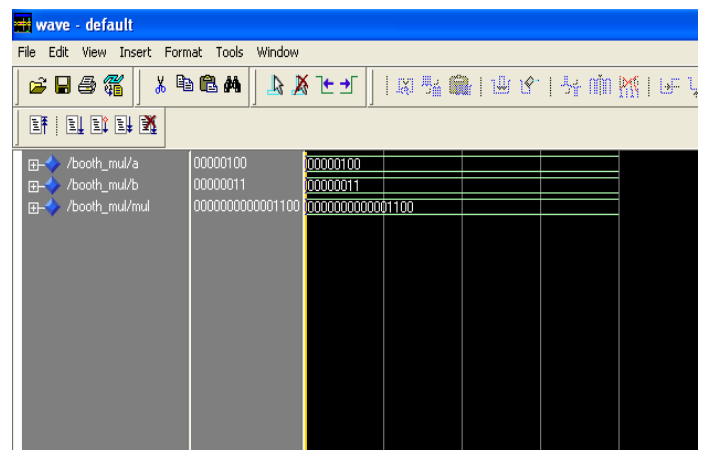 wave - default
File Edit View Insert Format Tools Window
/booth_mul/a 00000100 00000100
/booth_mul/b 00000011 00000011
/booth_mul/mul 0000000000001100 0000000000001100